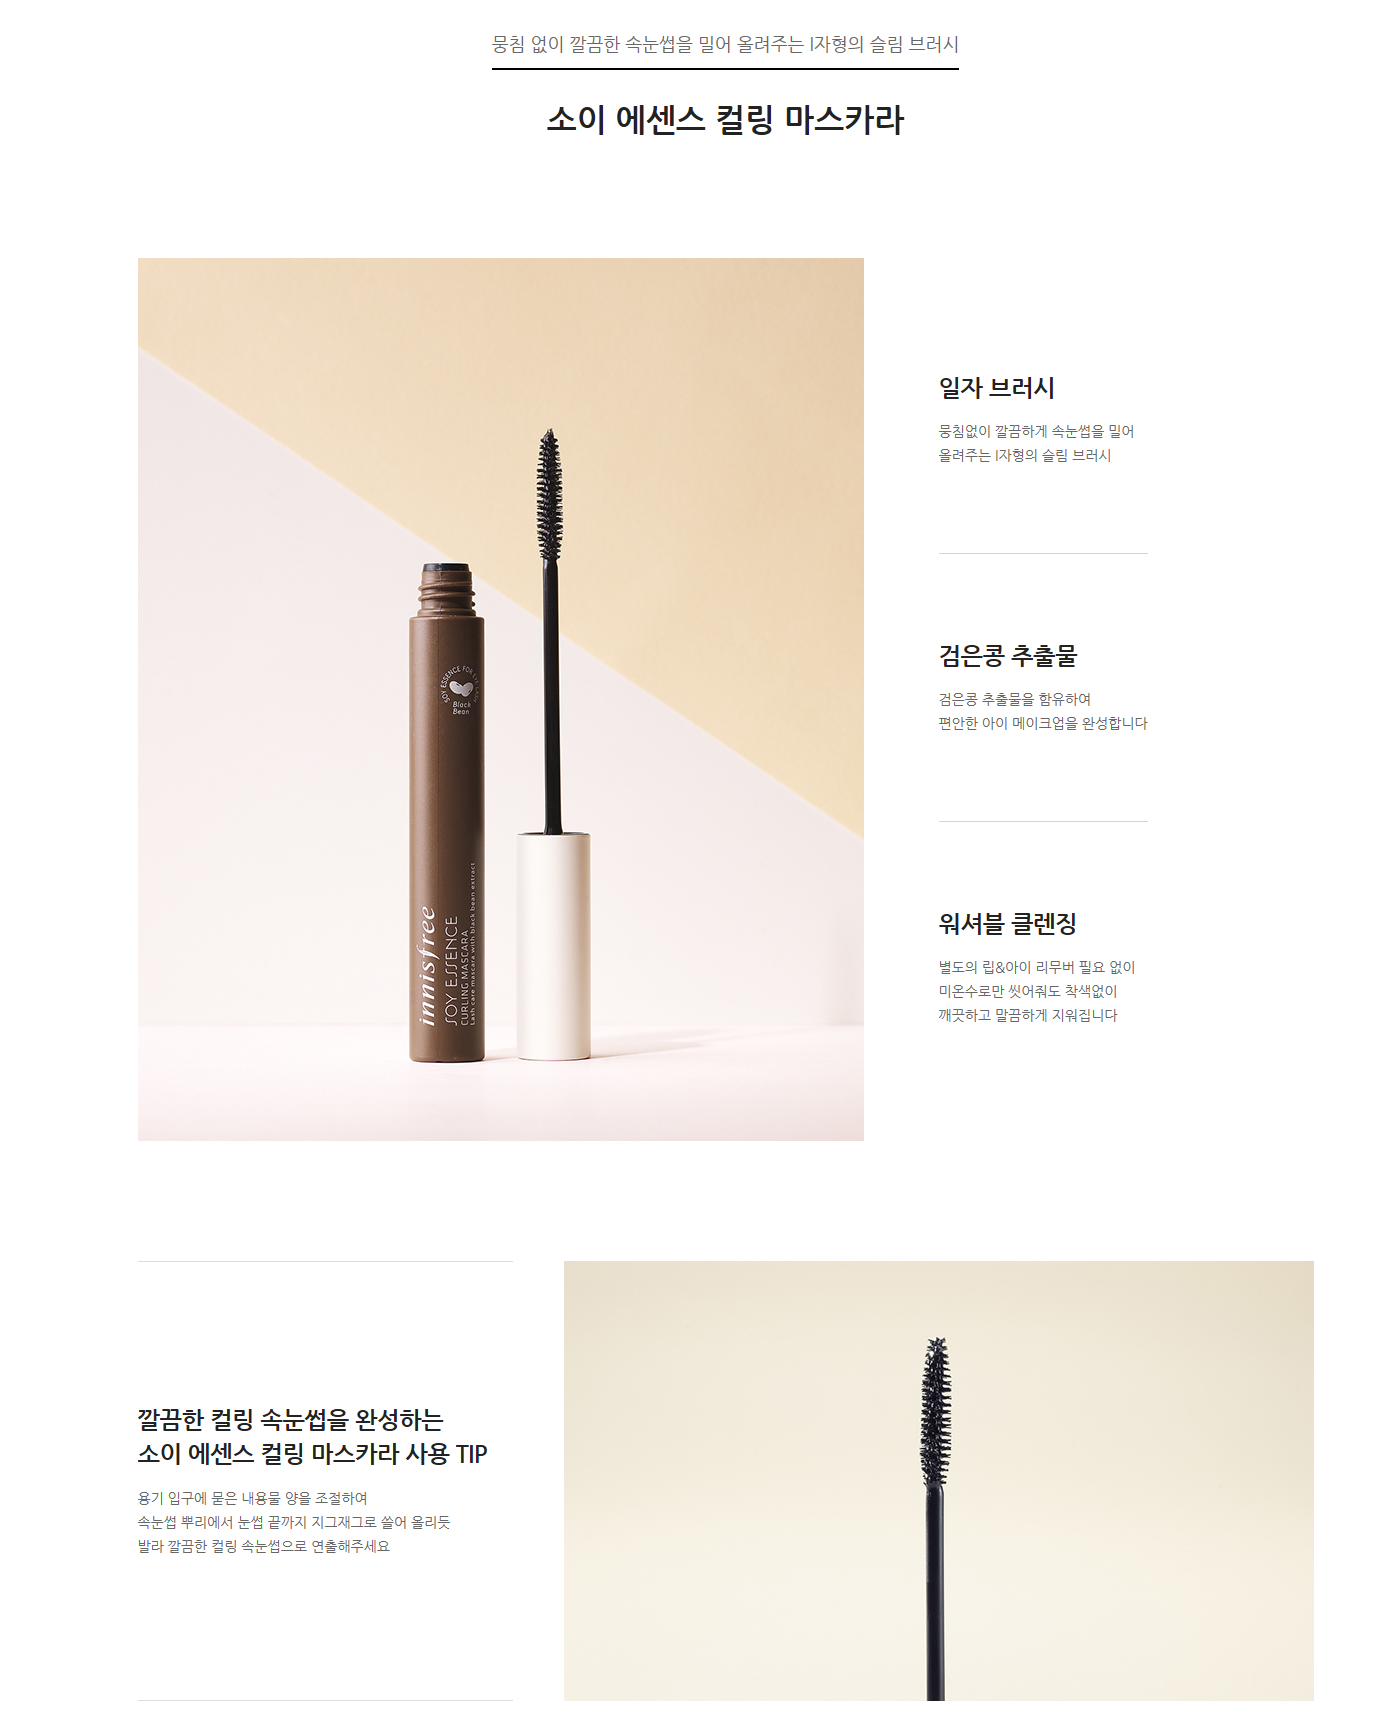 뭉침 없이 깔끔한 속눈썹을 밀어 올려주는 I자형의 슬림 브러시
소이 에센스 컬링 마스카라
일자 브러시
뭉침없이 깔끔하게 속눈썹을 밀어
올려주는 I자형의 슬림 브러시
SOY ESSENCE FOR EYE LASH
Black
Bean
innisfree
SOY ESSENCE
CURLING MASCARA
Lash care mascara with black bean extract
검은콩 추출물
검은콩 추출물을 함유하여
편안한 아이 메이크업을 완성합니다
워셔블 클렌징
별도의 립&아이 리무버 필요 없이
미온수로만 씻어줘도 착색없이
깨끗하고 말끔하게 지워집니다
깔끔한 컬링 속눈썹을 완성하는
소이 에센스 컬링 마스카라 사용 TIP
용기 입구에 묻은 내용물 양을 조절하여
속눈썹 뿌리에서 눈썹 끝까지 지그재그로 쓸어 올리듯
발라 깔끔한 컬링 속눈썹으로 연출해주세요